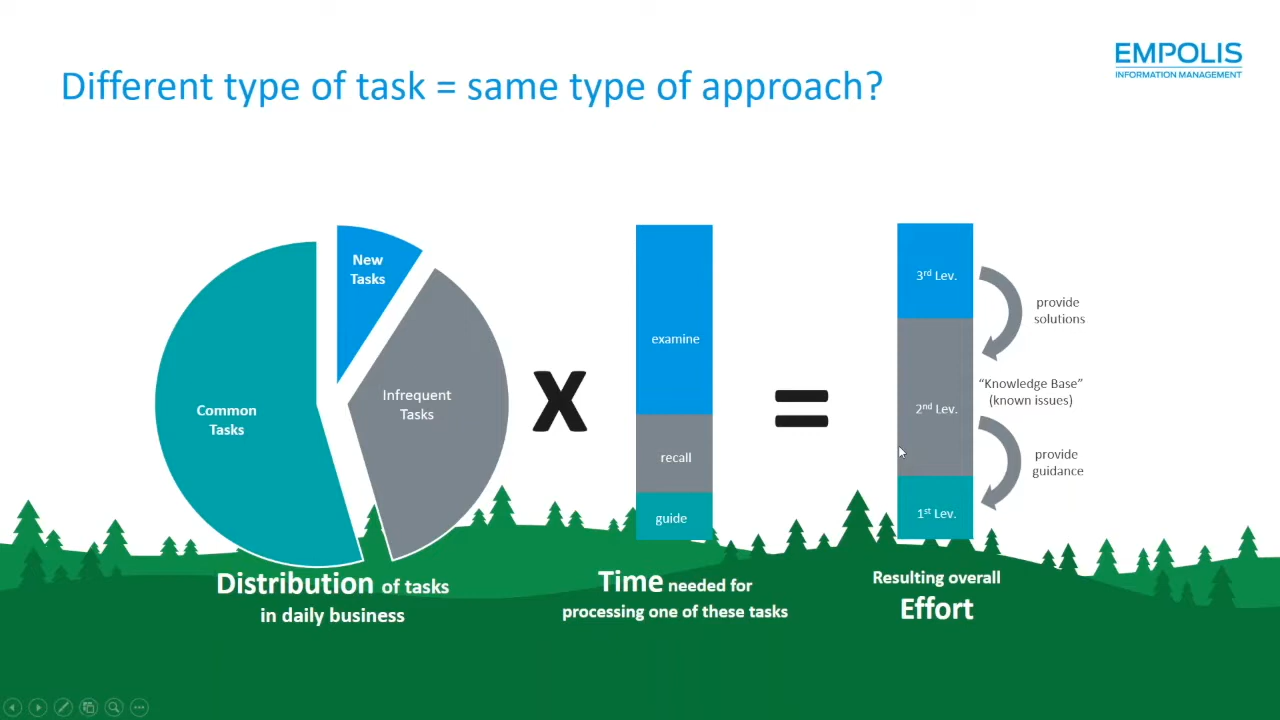 EMPOLIS
INFORMATION MANAGEMENT
Different type of task = same type of approach?
New
Tasks
Common
Tasks
Infrequent
Tasks
X
examine
recall
guide
=
3rd Lev.
2nd Lev.
1st Lev.
provide
solutions
“Knowledge Base”
(known issues)
provide
guidance
Distribution of tasks
in daily business
Time needed for
processing one of these tasks
Resulting overall
Effort